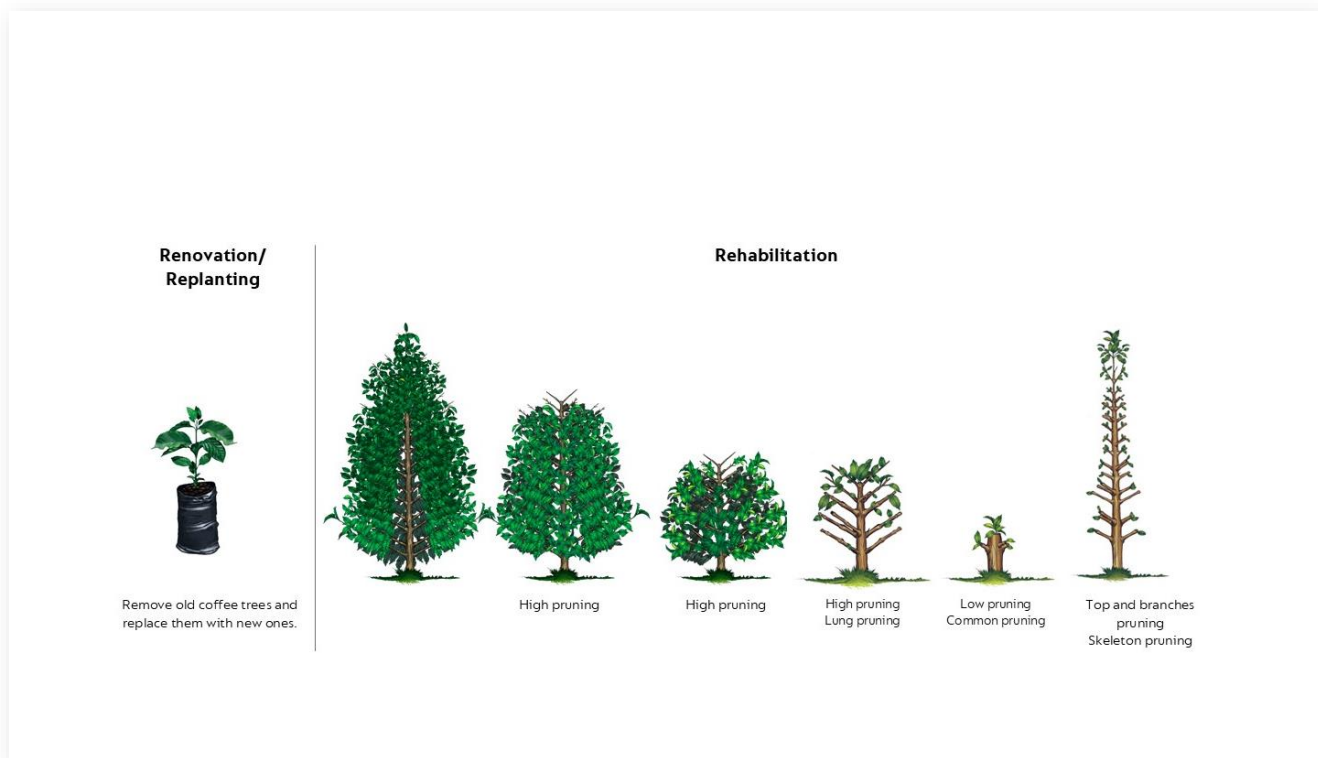 Renovation/
Replanting
Rehabilitation
Remove old coffee trees and
replace them with new ones.
High pruning
High pruning
High pruning
Lung pruning
Low pruning
Common pruning
Top and branches
pruning
Skeleton pruning